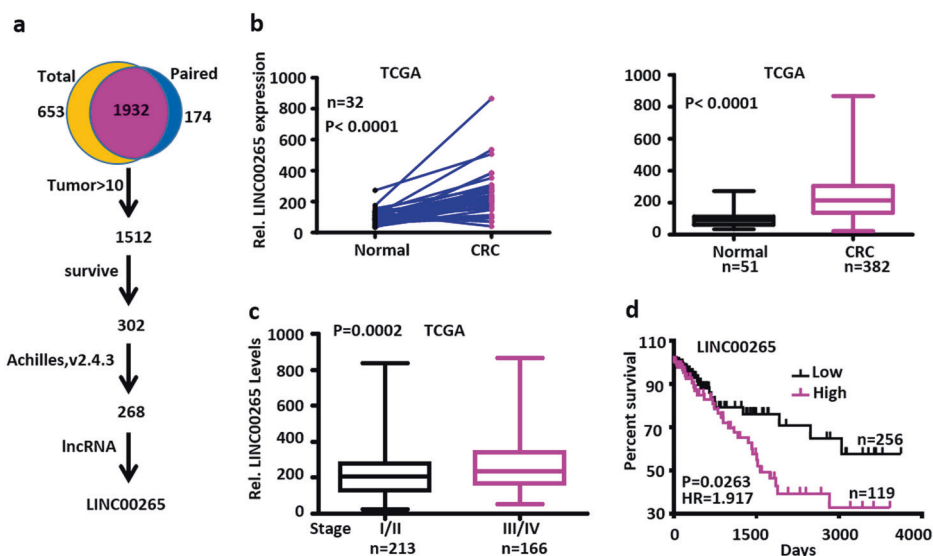 a
Total
Paired
653
1932
174
Tumor>10
1512
survive
302
Achilles,v2.4.3
268
lncRNA
LINC00265
b
Rel. LINC00265 expression
TCGA
1000
800
600
400
200
0
n=32
P< 0.0001
Normal
CRC
TCGA
1000
800
600
400
200
0
P< 0.0001
Normal
n=51
CRC
n=382
c
Rel. LINC00265 Levels
P=0.0002
TCGA
1000
800
600
400
200
0
Stage
I/II
III/IV
n=213
n=166
d
LINC00265
Percent survival
110
90
70
50
30
Low
High
n=256
n=119
P=0.0263
HR=1.917
0
1500
3000
4000
Days